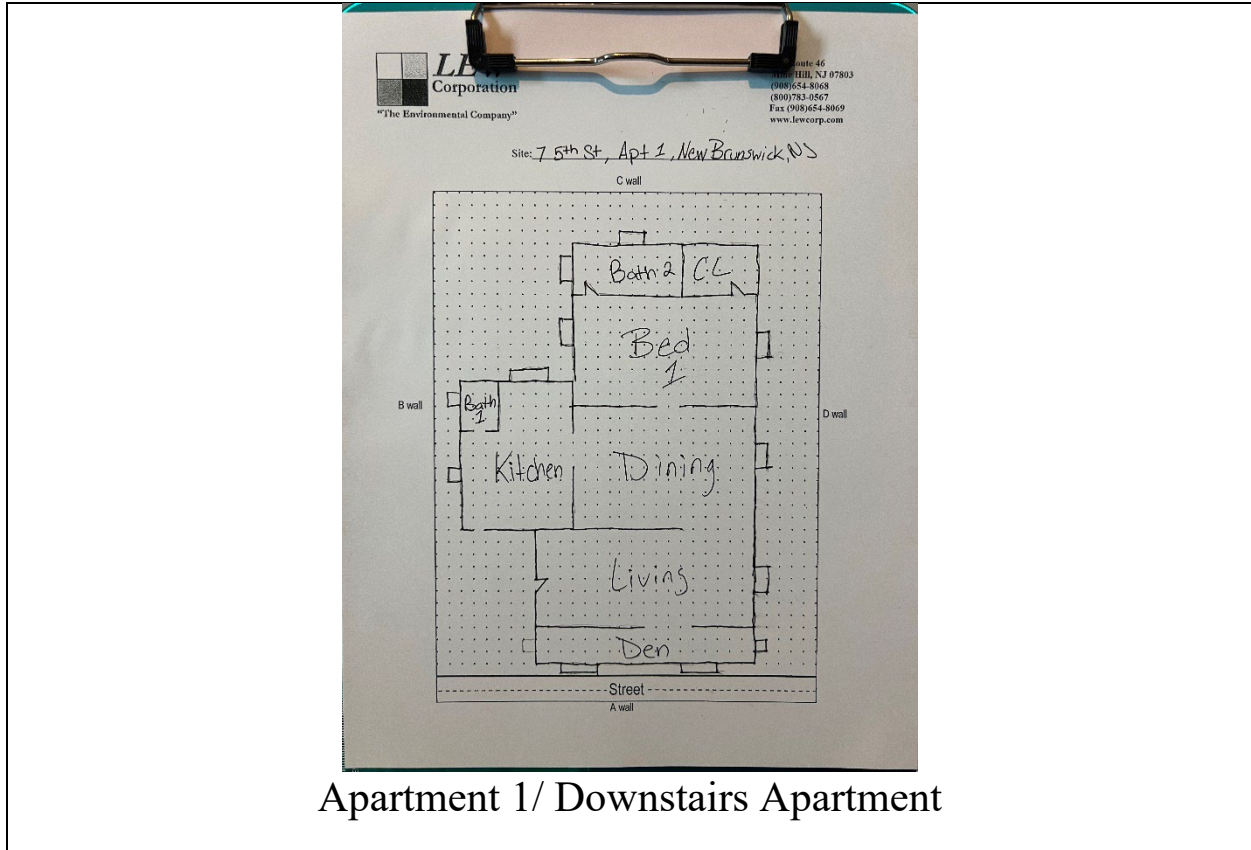 LEW
Corporation
"The Environmental Company"
Route 46
Mine Hill, NJ 07803
(908)654-8068
(800)783-0567
Fax (908)654-8069
www.lewcorp.com
Site: 7 5th St, Apt 1, New Brunswick, NJ
C wall
Bath 2
CL
Bed
1
Bath
1
B wall
D wall
Kitchen
Dining
Living
Den
Street
A wall
Apartment 1/ Downstairs Apartment